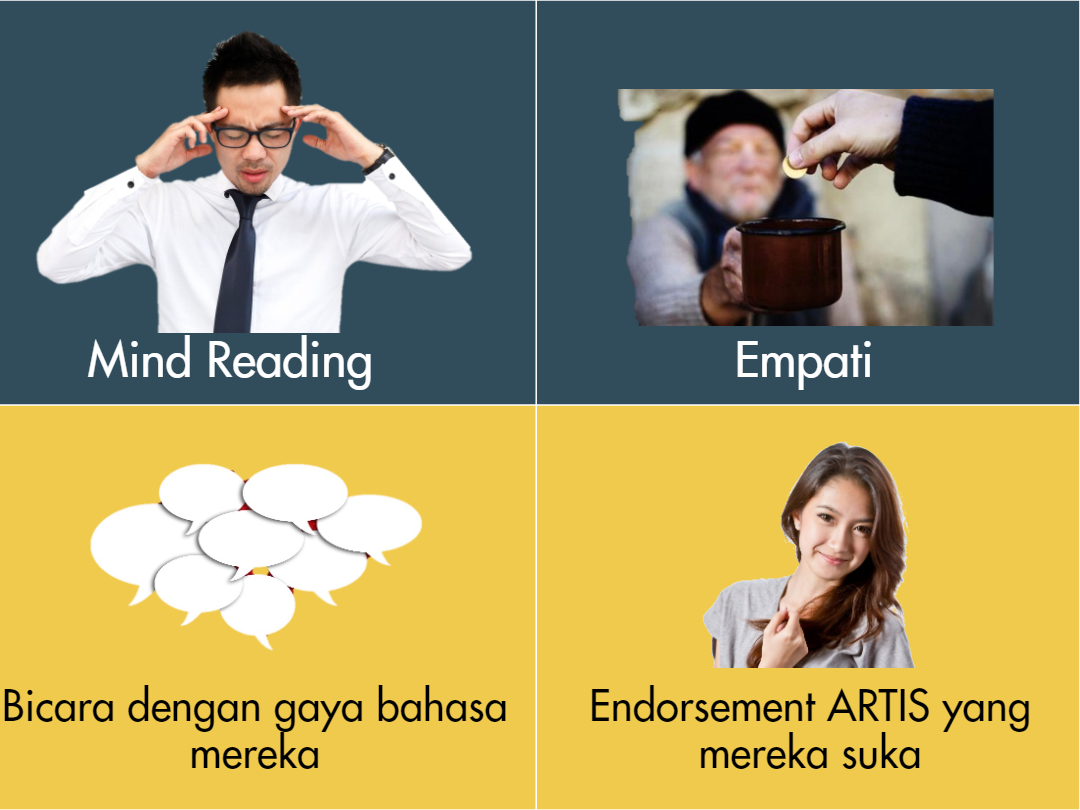 Mind Reading
Empati
Bicara dengan gaya bahasa
mereka
Endorsement ARTIS yang
mereka suka